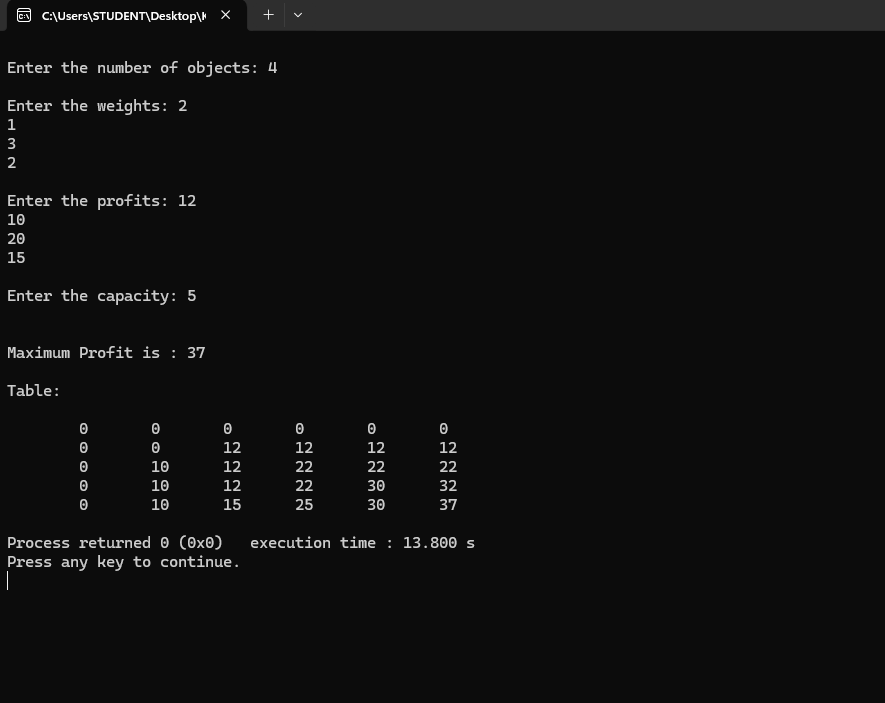 C:\Users\STUDENT\Desktop\K
Enter the number of objects: 4
Enter the weights: 2
1
3
2
Enter the profits: 12
10
20
15
Enter the capacity: 5
Maximum Profit is : 37
Table:
0 0 0 0 0 0
0 0 12 12 12 12
0 10 12 22 22 22
0 10 12 22 30 32
0 10 15 25 30 37
Process returned 0 (0x0)   execution time : 13.800 s
Press any key to continue.